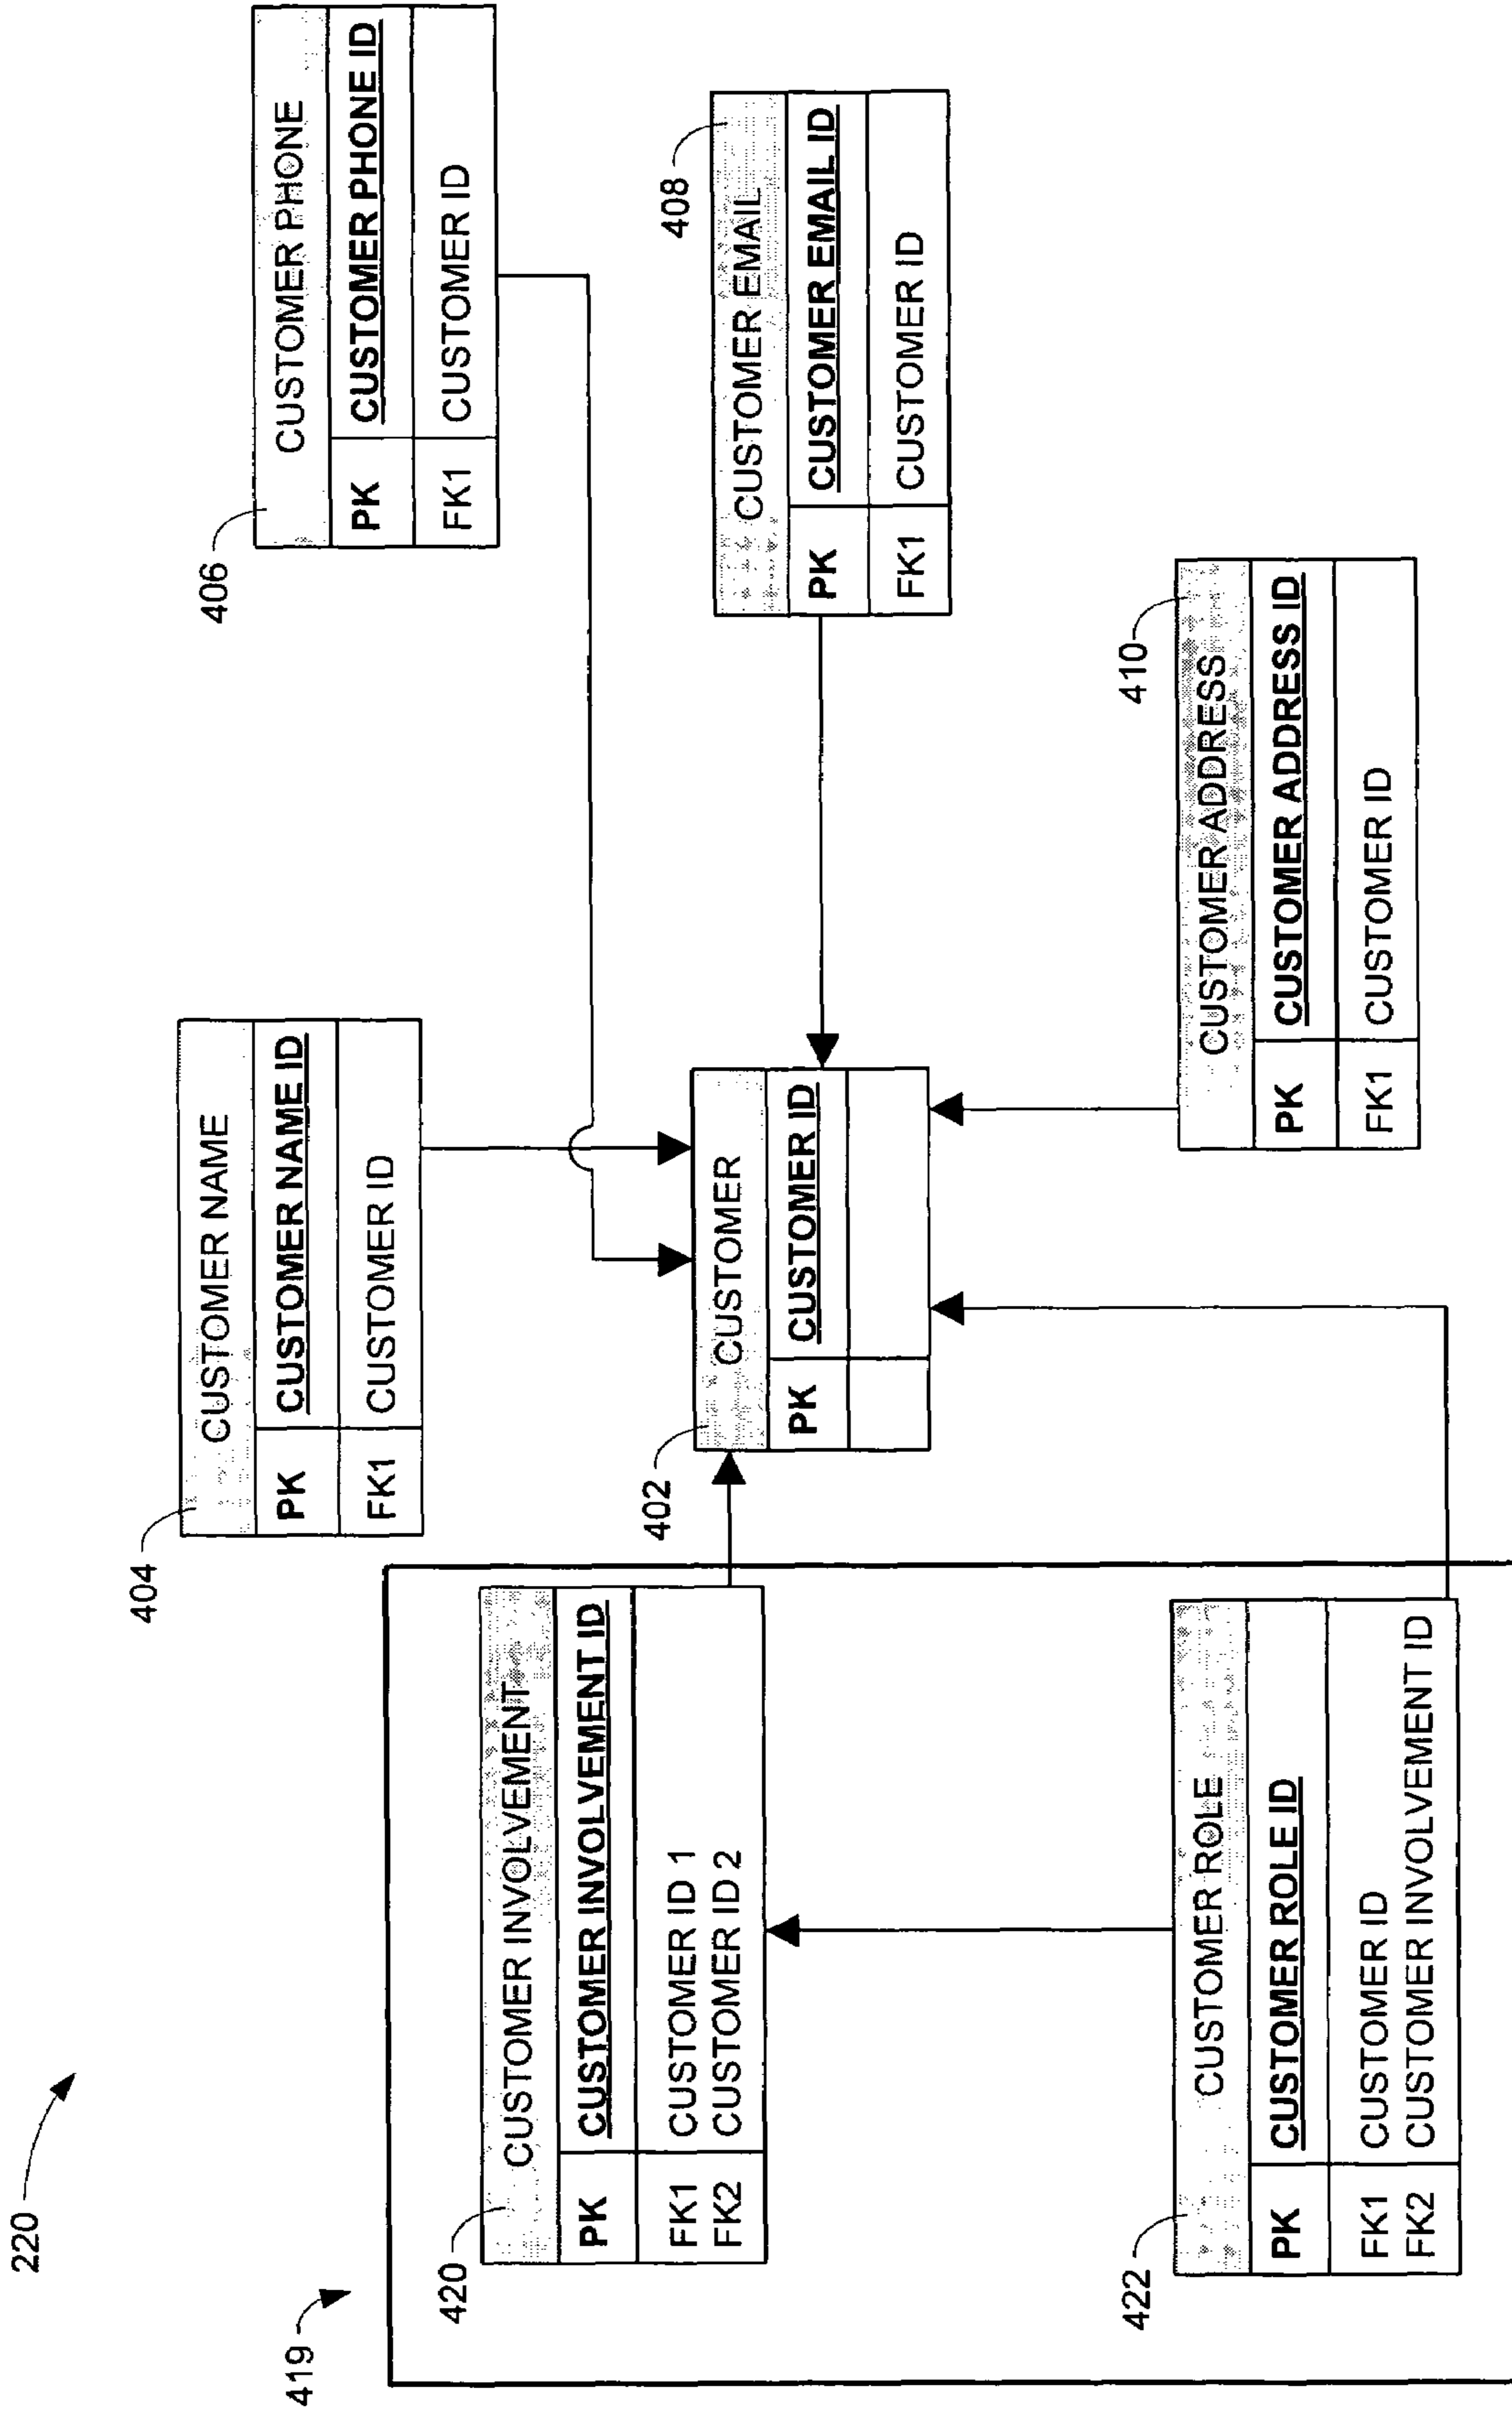 220
419
404
CUSTOMER NAME
PK CUSTOMER NAME ID
FK1 CUSTOMER ID
406
CUSTOMER PHONE
PK CUSTOMER PHONE ID
FK1 CUSTOMER ID
420
CUSTOMER INVOLVEMENT
PK CUSTOMER INVOLVEMENT ID
FK1 CUSTOMER ID 1
FK2 CUSTOMER ID 2
402
CUSTOMER
PK CUSTOMER ID
408
CUSTOMER EMAIL
PK CUSTOMER EMAIL ID
FK1 CUSTOMER ID
422
CUSTOMER ROLE
PK CUSTOMER ROLE ID
FK1 CUSTOMER ID
FK2 CUSTOMER INVOLVEMENT ID
410
CUSTOMER ADDRESS
PK CUSTOMER ADDRESS ID
FK1 CUSTOMER ID